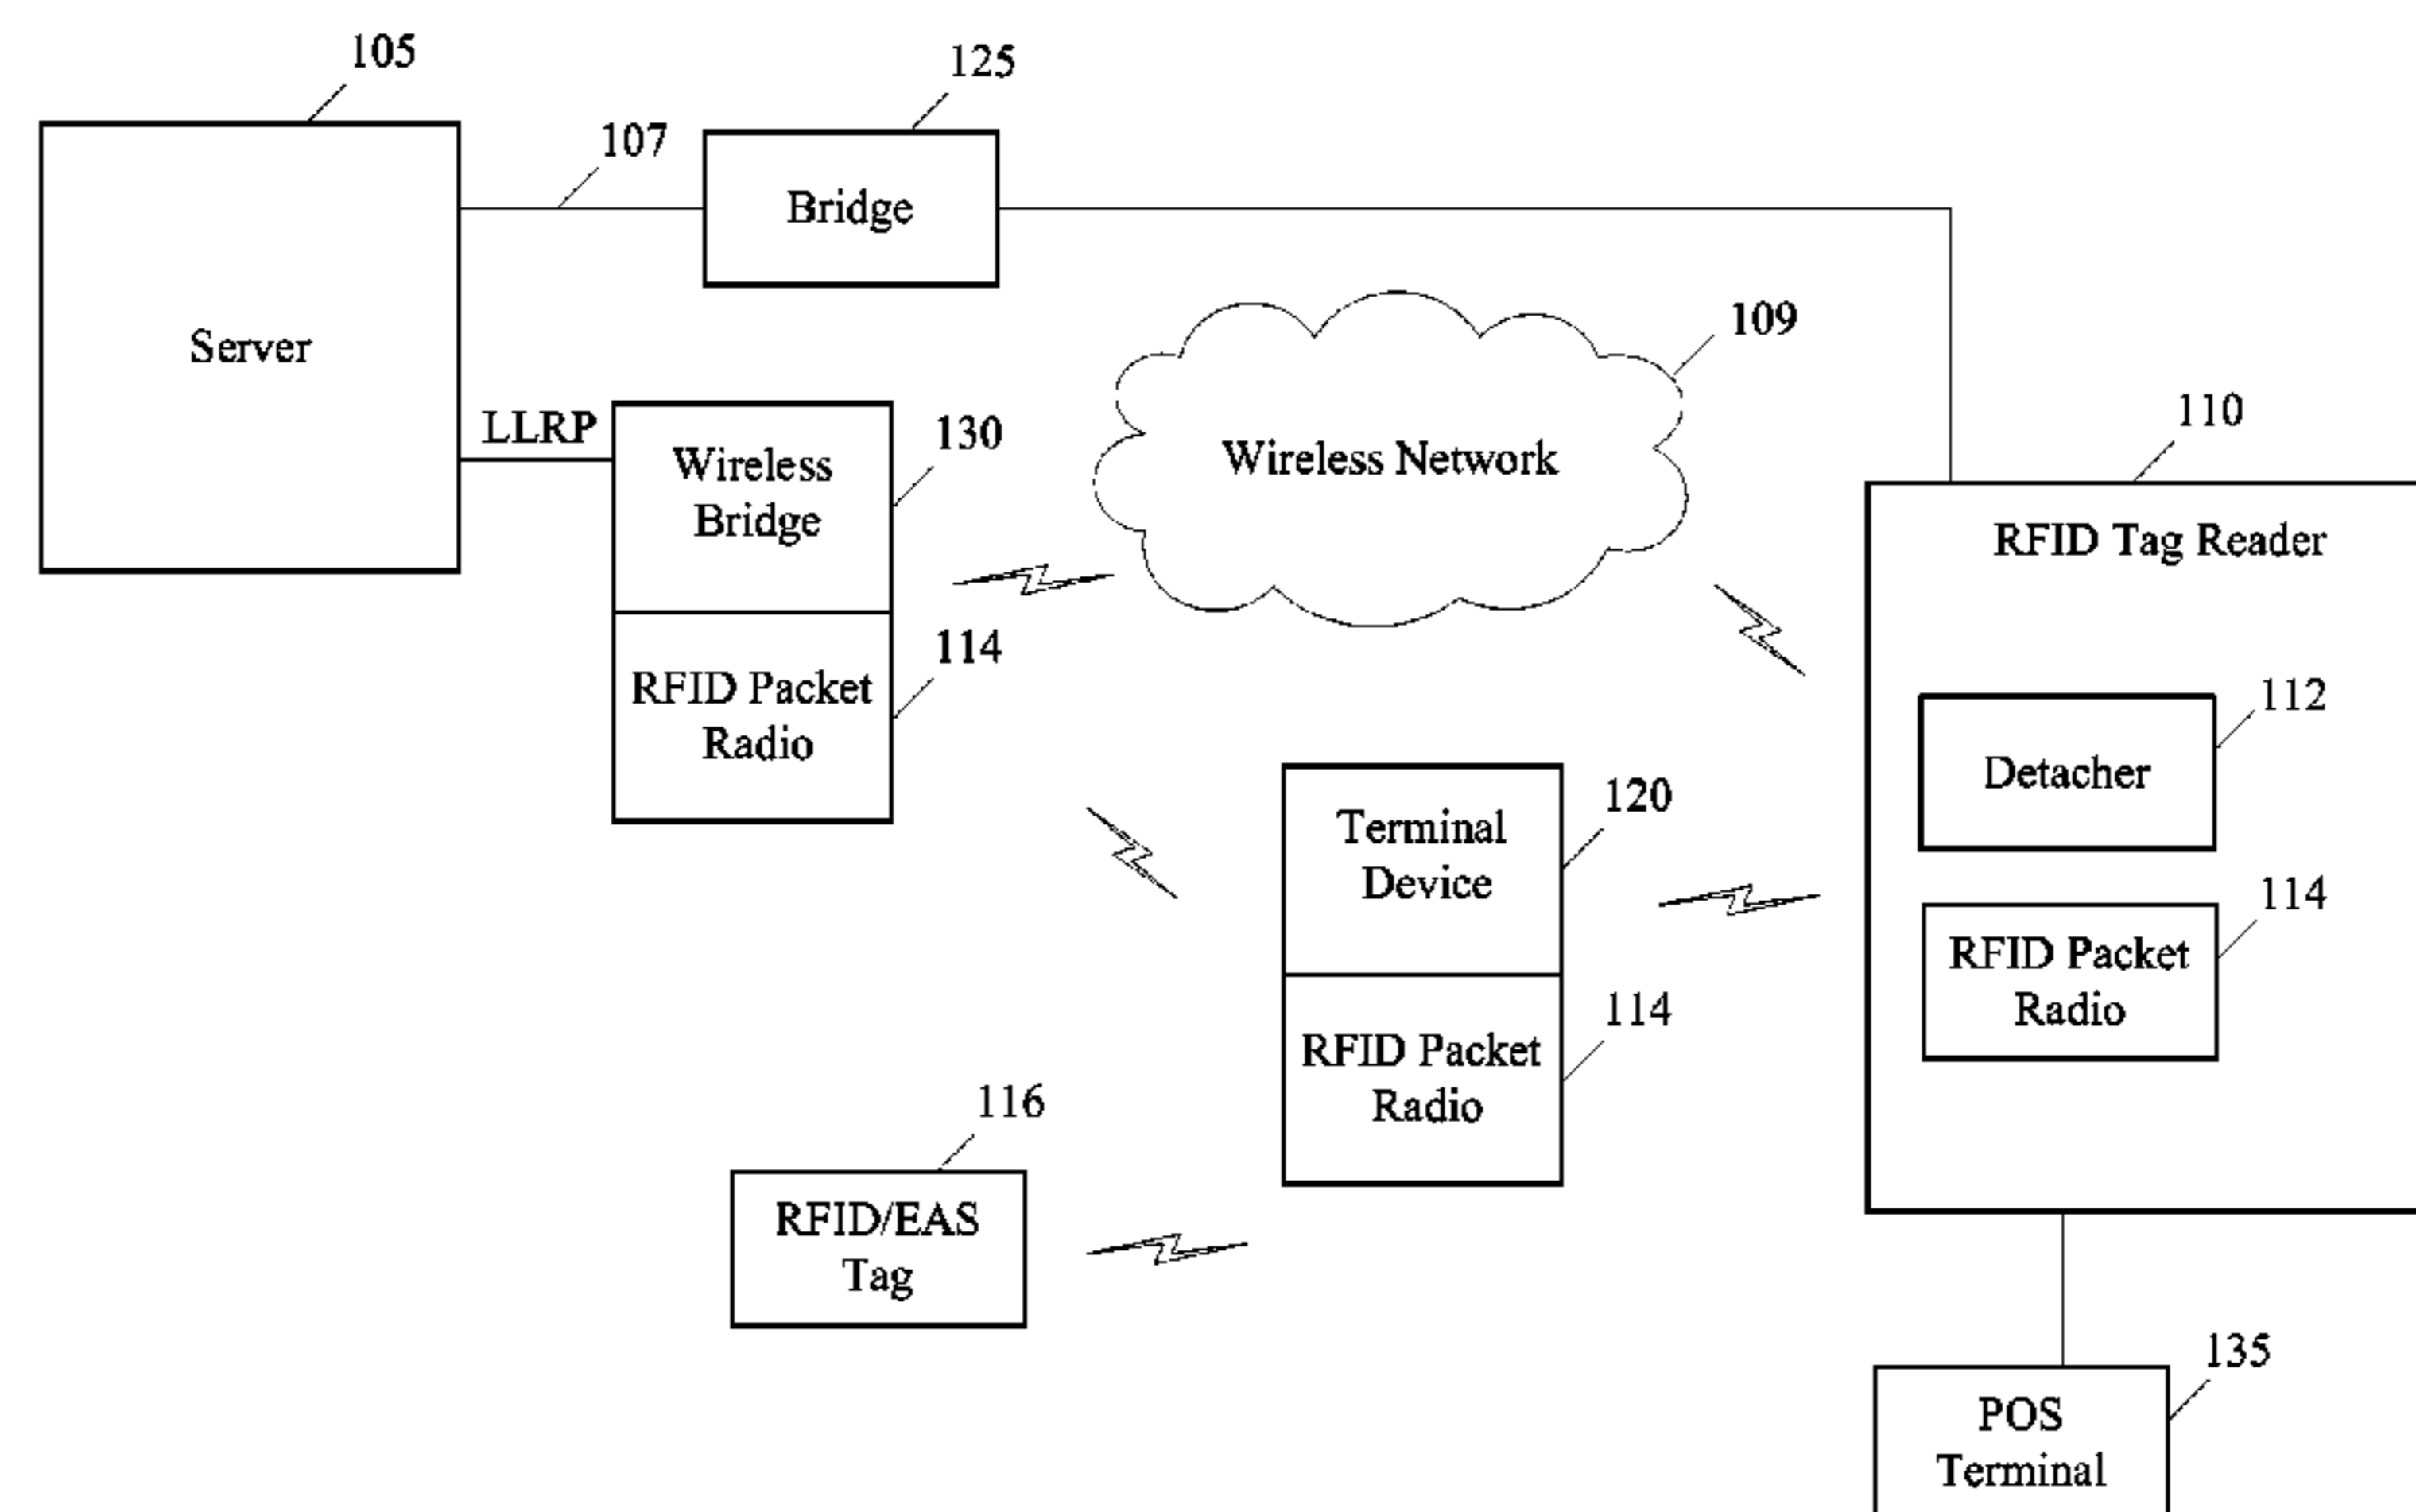 105
125
107
Bridge
Server
109
LLRP
130
Wireless
Bridge
Wireless Network
110
RFID Tag Reader
114
RFID Packet
Radio
112
Detacher
120
Terminal
Device
114
RFID Packet
Radio
114
RFID Packet
Radio
116
RFID/EAS
Tag
135
POS
Terminal